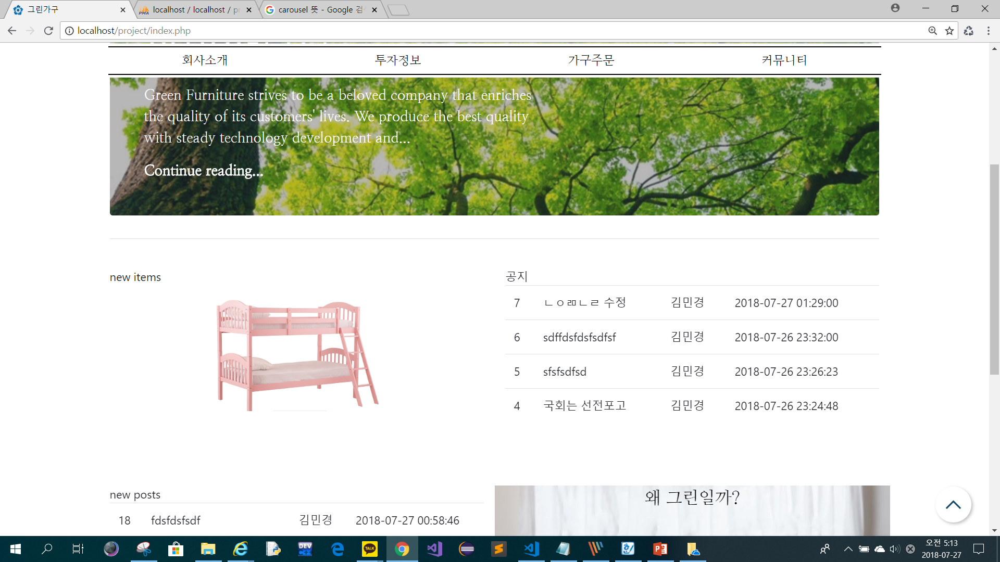 그린가구
localhost / localhost / pr
carousel 뜻 - Google 검
localhost/project/index.php
회사소개 투자정보 가구주문 커뮤니티
Green Furniture strives to be a beloved company that enriches
the quality of its customers' lives. We produce the best quality
with steady technology development and...
Continue reading...
new items
공지
7 ㄴㅇㄻㄴㄹ 수정 김민경 2018-07-27 01:29:00
6 sdffdsfdsfsdfsf 김민경 2018-07-26 23:32:00
5 sfsfsdfsd 김민경 2018-07-26 23:26:23
4 국회는 선전포고 김민경 2018-07-26 23:24:48
new posts
18 fdsfdsfsdf 김민경 2018-07-27 00:58:46
왜 그린일까?
PMA
DEV
TALK
오전 5:13
2018-07-27